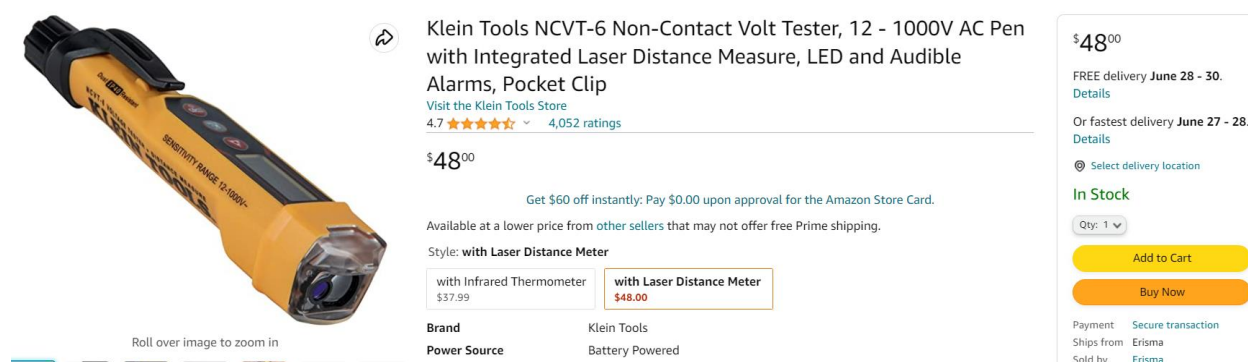 Klein Tools NCVT-6 Non-Contact Volt Tester, 12 - 1000V AC Pen
with Integrated Laser Distance Measure, LED and Audible
Alarms, Pocket Clip
Visit the Klein Tools Store
4.7
4,052 ratings
$4800
Get $60 off instantly: Pay $0.00 upon approval for the Amazon Store Card.
Available at a lower price from other sellers that may not offer free Prime shipping.
Style: with Laser Distance Meter
with Infrared Thermometer
$37.99
with Laser Distance Meter
$48.00
Brand Klein Tools
Power Source Battery Powered
KLEIN TOOLS
SENSITIVITY RANGE 12-1000V~
Roll over image to zoom in
$4800
FREE delivery June 28 - 30.
Details
Or fastest delivery June 27 - 28.
Details
Select delivery location
In Stock
Qty: 1
Add to Cart
Buy Now
Payment Secure transaction
Ships from Erisma
Sold by Erisma